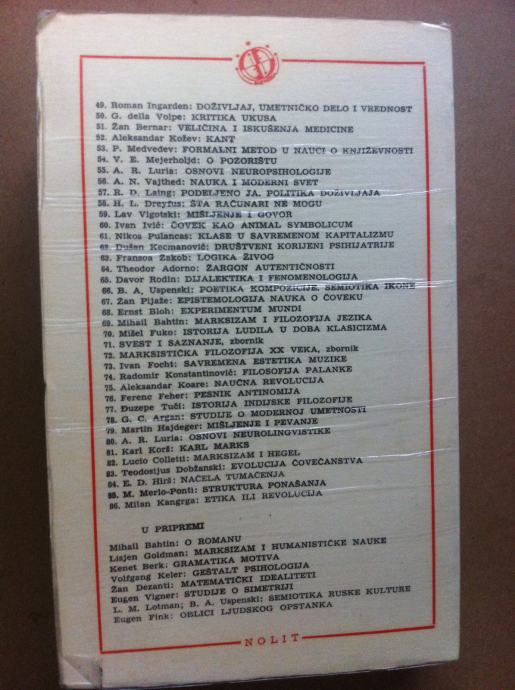 49. Roman Ingarden: DOŽIVLJAJ, UMETNIČKO DELO I VREDNOST
50. G. della Volpe: KRITIKA UKUSA
51. Žan Bernar: VELIČINA I ISKUŠENJA MEDICINE
52. Aleksandar Kožev: KANT
53. P. Medvedev: FORMALNI METOD U NAUCI O KNJIŽEVNOSTI
54. V. E. Mejerholjd: O POZORIŠTU
55. A. R. Luria: OSNOVI NEUROPSIHOLOGIJE
56. A. N. Vajthed: NAUKA I MODERNI SVET
57. R. D. Laing: PODELJENO JA. POLITIKA DOŽIVLJAJA
58. H. L. Dreyfus: ŠTA RAČUNARI NE MOGU
59. Lav Vigotski: MIŠLJENJE I GOVOR
60. Ivan Ivić: ČOVEK KAO ANIMAL SYMBOLICUM
61. Nikos Pulancas: KLASE U SAVREMENOM KAPITALIZMU
62. Dušan Kecmanović: DRUŠTVENI KORIJENI PSIHIJATRIJE
63. Fransoa Žakob: LOGIKA ŽIVOG
64. Theodor Adorno: ŽARGON AUTENTIČNOSTI
65. Davor Rodin: DIJALEKTIKA I FENOMENOLOGIJA
66. B. A. Uspenski: POETIKA KOMPOZICIJE. SEMIOTIKA IKONE
67. Žan Pijaže: EPISTEMOLOGIJA NAUKA O ČOVEKU
68. Ernst Bloh: EXPERIMENTUM MUNDI
69. Mihail Bahtin: MARKSIZAM I FILOZOFIJA JEZIKA
70. Mišel Fuko: ISTORIJA LUDILA U DOBA KLASICIZMA
71. SVEST I SAZNANJE, zbornik
72. MARKSISTIČKA FILOZOFIJA XX VEKA, zbornik
73. Ivan Focht: SAVREMENA ESTETIKA MUZIKE
74. Radomir Konstantinović: FILOSOFIJA PALANKE
75. Aleksandar Koare: NAUČNA REVOLUCIJA
76. Ferenc Feher: PESNIK ANTINOMIJA
77. Đuzepe Tuči: ISTORIJA INDIJSKE FILOZOFIJE
78. G. C. Argan: STUDIJE O MODERNOJ UMETNOSTI
79. Martin Hajdeger: MIŠLJENJE I PEVANJE
80. A. R. Luria: OSNOVI NEUROLINGVISTIKE
81. Karl Korš: KARL MARKS
82. Lucio Colletti: MARKSIZAM I HEGEL
83. Teodosijus Dobžanski: EVOLUCIJA ČOVEČANSTVA
84. E. D. Hirš: NAČELA TUMAČENJA
85. M. Merlo-Ponti: STRUKTURA PONAŠANJA
86. Milan Kangrga: ETIKA ILI REVOLUCIJA
U PRIPREMI
Mihail Bahtin: O ROMANU
Lisjen Goldman: MARKSIZAM I HUMANISTIČKE NAUKE
Kenet Berk: GRAMATIKA MOTIVA
Volfgang Keler: GEŠTALT PSIHOLOGIJA
Žan Dezanti: MATEMATIČKI IDEALITETI
Eugen Vigner: STUDIJE O SIMETRIJI
L. M. Lotman; B. A. Uspenski: SEMIOTIKA RUSKE KULTURE
Eugen Fink: OBLICI LJUDSKOG OPSTANKA
NOLIT